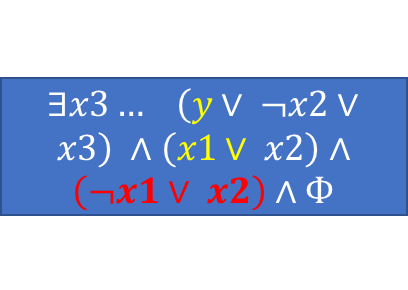 ∃x3 … (y ∨ ¬x2 ∨
x3) ∧ (x1 ∨ x2) ∧
(¬x1 ∨ x2) ∧ Φ